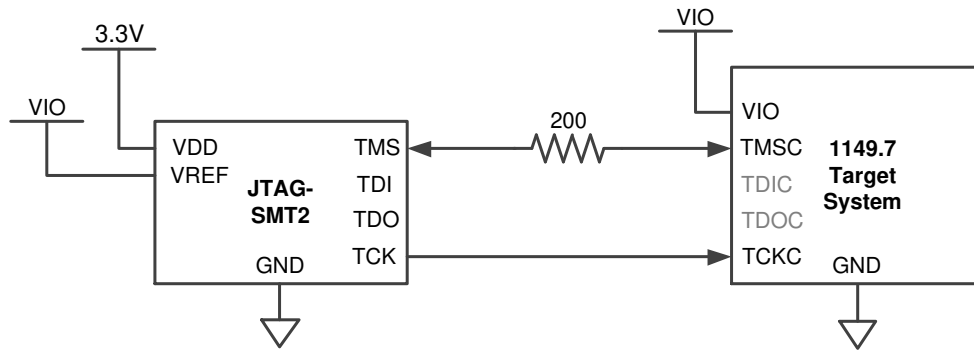 3.3V
VIO
VDD
VREF
JTAG-
SMT2
GND
TMS
TDI
TDO
TCK
200
VIO
VIO
TMSC
TDIC
TDOC
TCKC
1149.7
Target
System
GND